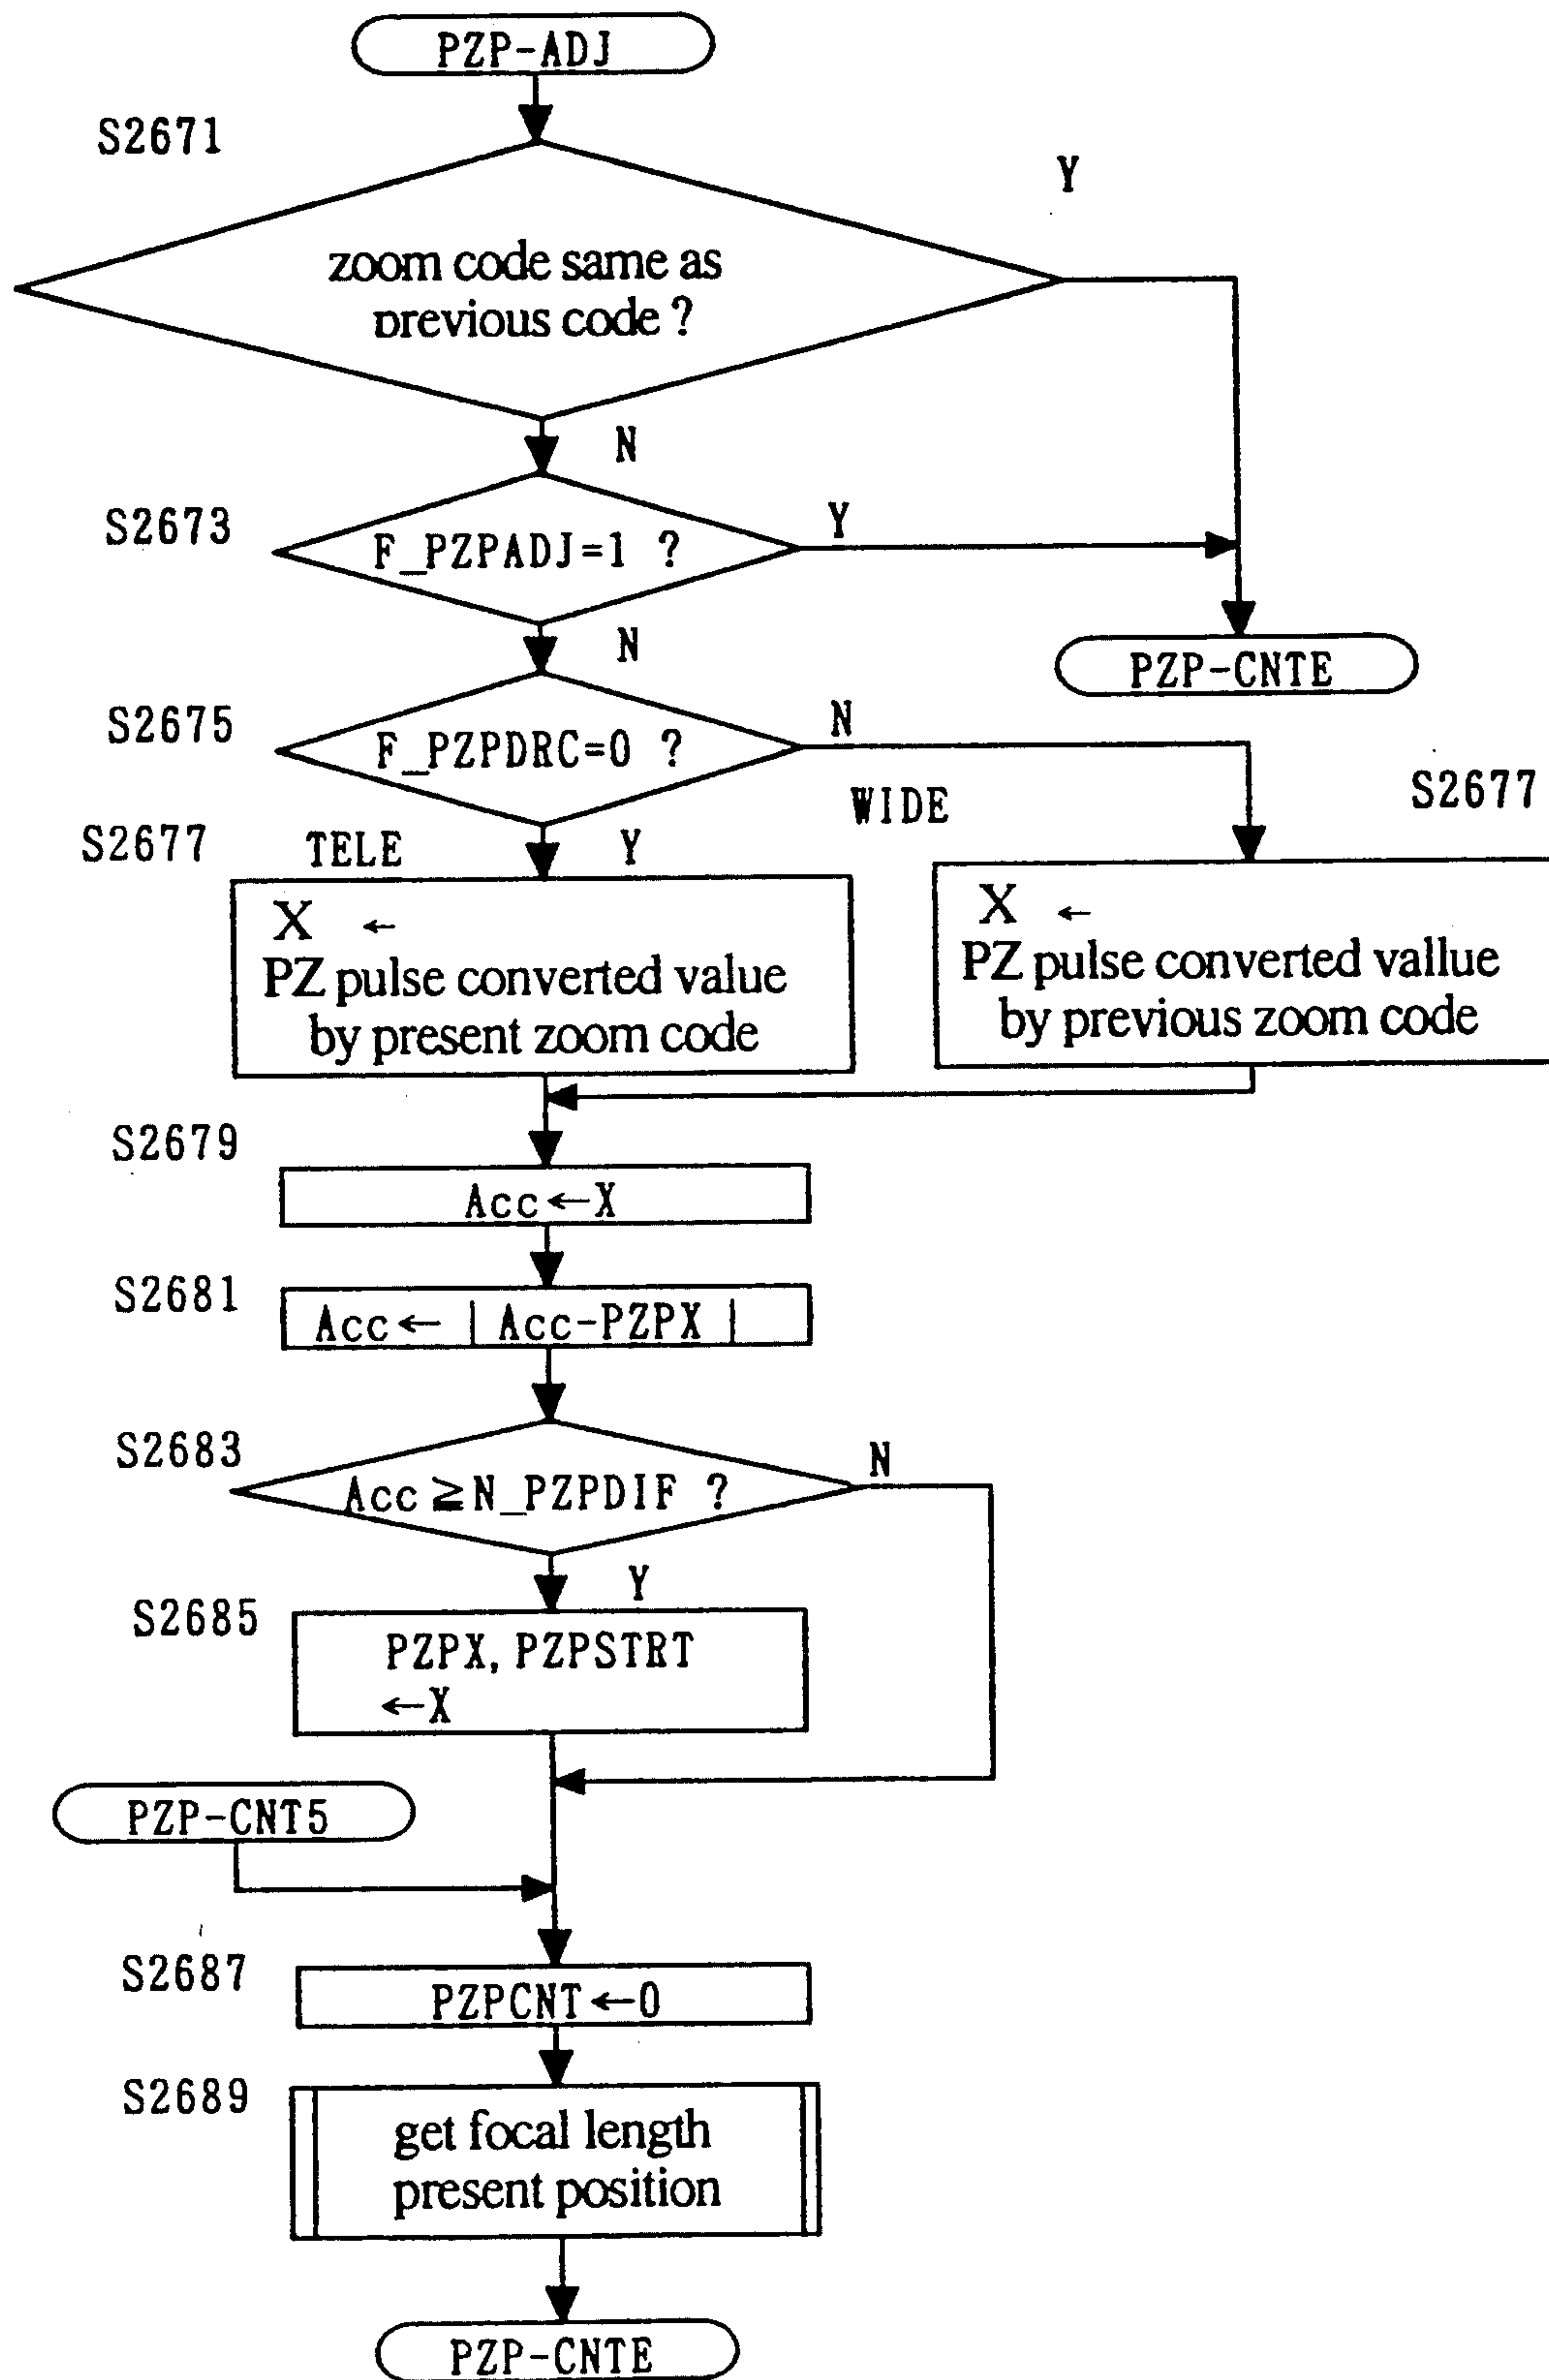 PZP-ADJ
S2671
Y
zoom code same as
previous code ?
N
S2673
F_PZPADJ=1 ?
Y
N
PZP-CNTE
S2675
F_PZPDRC=0 ?
N
WIDE
S2677
S2677
TELE
Y
X ←
PZ pulse converted value
by present zoom code
X ←
PZ pulse converted vallue
by previous zoom code
S2679
Acc←X
S2681
Acc← | Acc-PZPX |
S2683
Acc≧N_PZPDIF ?
N
Y
S2685
PZPX, PZPSTRT
←X
PZP-CNT5
S2687
PZPCNT←0
S2689
get focal length
present position
PZP-CNTE